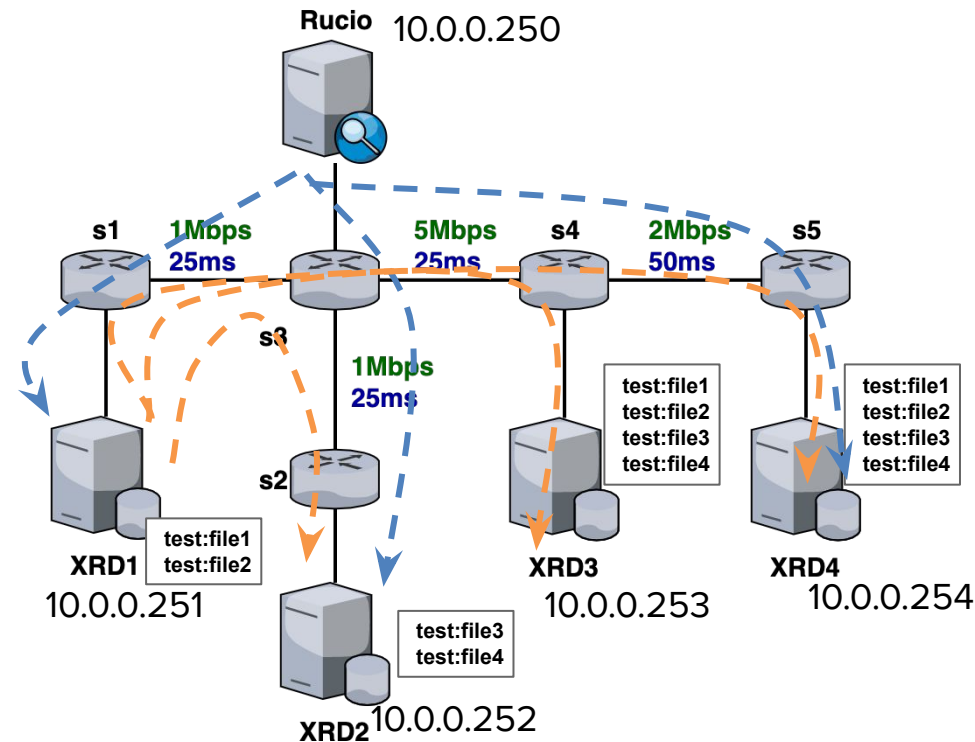 Rucio
10.0.0.250
s1
1Mbps
25ms
5Mbps
25ms
s4
2Mbps
50ms
s5
s3
1Mbps
25ms
s2
test:file1
test:file2
test:file3
test:file4
test:file1
test:file2
test:file3
test:file4
XRD1
10.0.0.251
test:file1
test:file2
XRD3
10.0.0.253
XRD4
10.0.0.254
test:file3
test:file4
XRD2
10.0.0.252